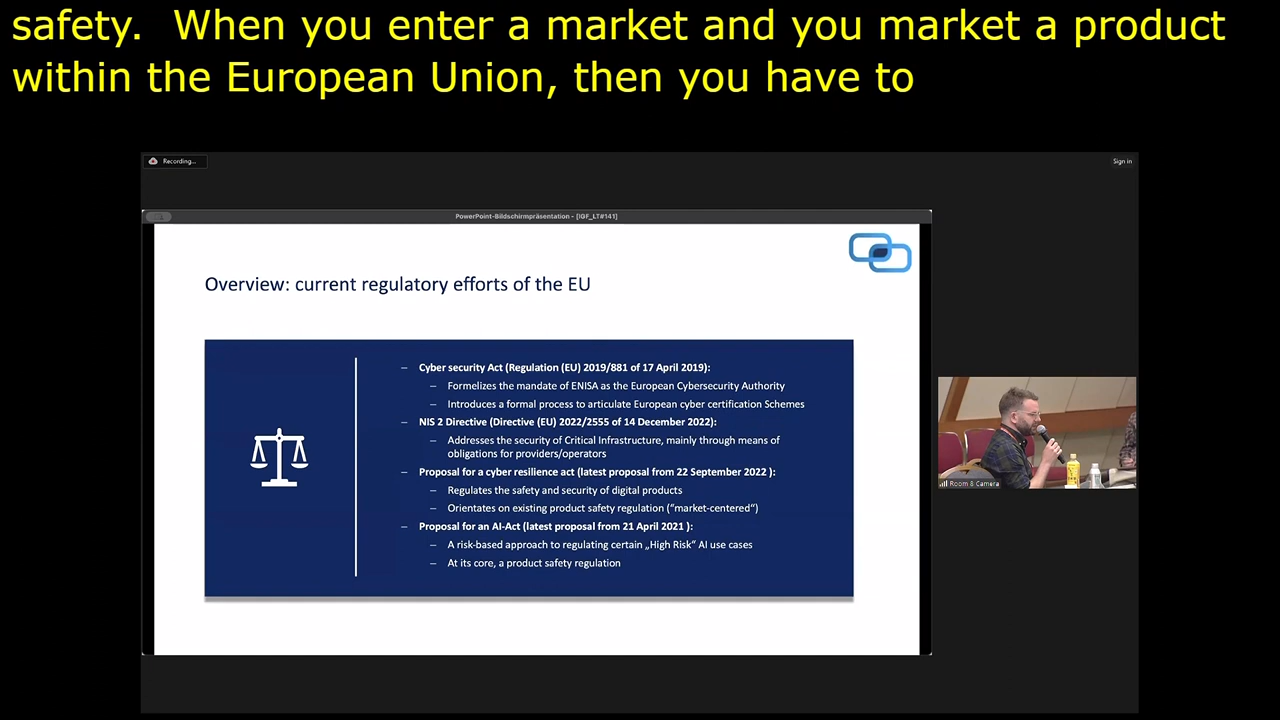 safety.  When you enter a market and you market a product
within the European Union, then you have to
Recording...
Sign in
PowerPoint-Bildschirmpräsentation - [IGF_LT#141]
Overview: current regulatory efforts of the EU
– Cyber security Act (Regulation (EU) 2019/881 of 17 April 2019):
– Formelizes the mandate of ENISA as the European Cybersecurity Authority
– Introduces a formal process to articulate European cyber certification Schemes
– NIS 2 Directive (Directive (EU) 2022/2555 of 14 December 2022):
– Addresses the security of Critical Infrastructure, mainly through means of
obligations for providers/operators
– Proposal for a cyber resilience act (latest proposal from 22 September 2022 ):
– Regulates the safety and security of digital products
– Orientates on existing product safety regulation ("market-centered")
– Proposal for an AI-Act (latest proposal from 21 April 2021 ):
– A risk-based approach to regulating certain „High Risk" AI use cases
– At its core, a product safety regulation
Room 8 Camera